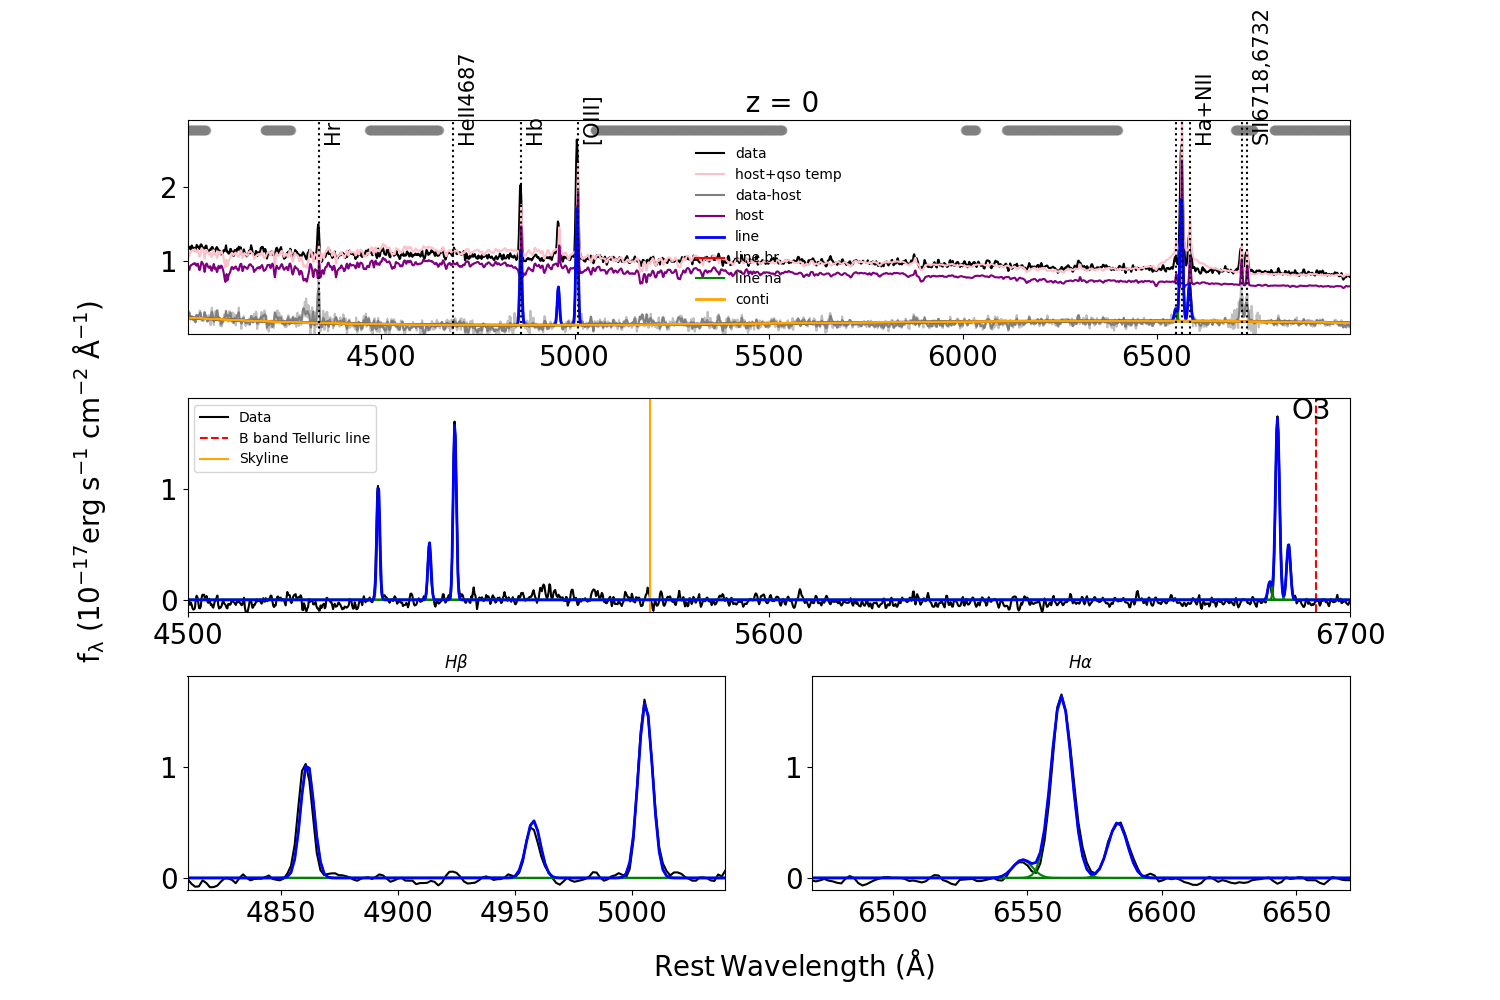 z = 0
Hr
HeII4687
Hb
[OIII]
Ha+NII
SII6718,6732
data
host+qso temp
data-host
host
line
line br
line na
conti
2
1
4500 5000 5500 6000 6500
f_λ (10^−17 erg s^−1 cm^−2 Å^−1)
Data
B band Telluric line
Skyline
O3
1
0
4500 5600 6700
Hβ
1
0
4850 4900 4950 5000
Hα
1
0
6500 6550 6600 6650
Rest Wavelength (Å)